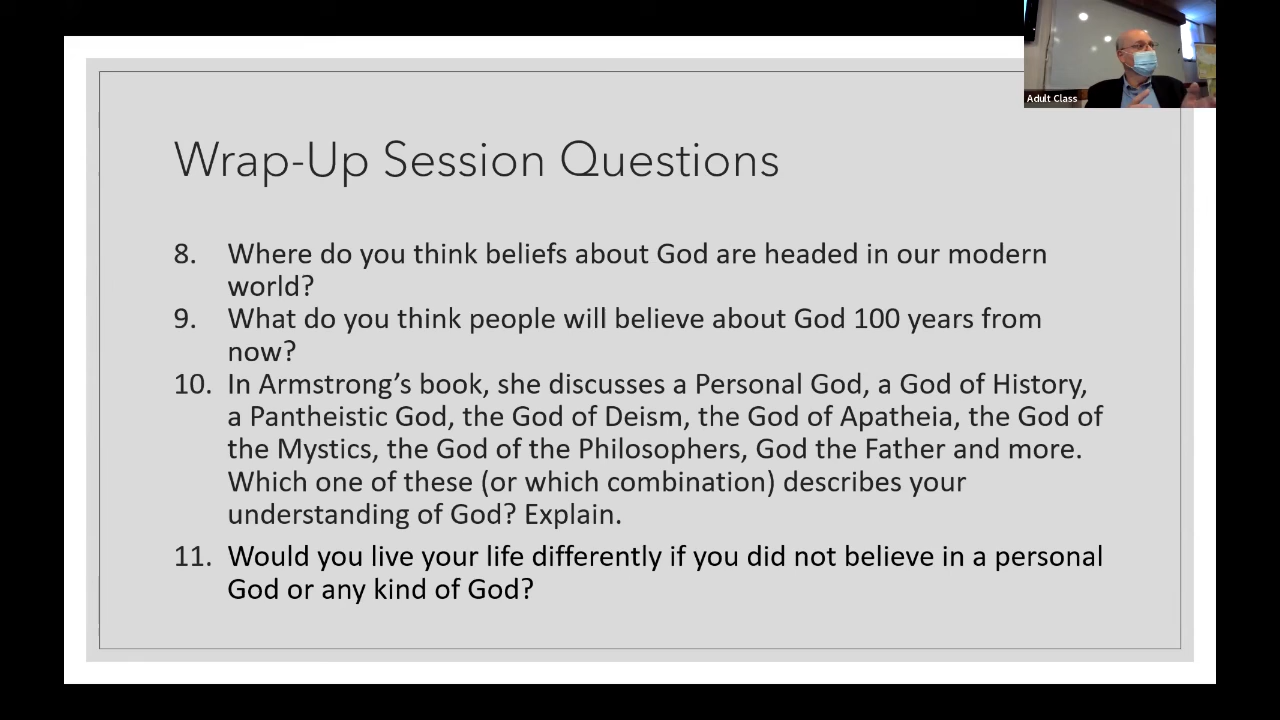 Adult Class
Wrap-Up Session Questions
8. Where do you think beliefs about God are headed in our modern
world?
9. What do you think people will believe about God 100 years from
now?
10. In Armstrong’s book, she discusses a Personal God, a God of History,
a Pantheistic God, the God of Deism, the God of Apatheia, the God of
the Mystics, the God of the Philosophers, God the Father and more.
Which one of these (or which combination) describes your
understanding of God? Explain.
11. Would you live your life differently if you did not believe in a personal
God or any kind of God?